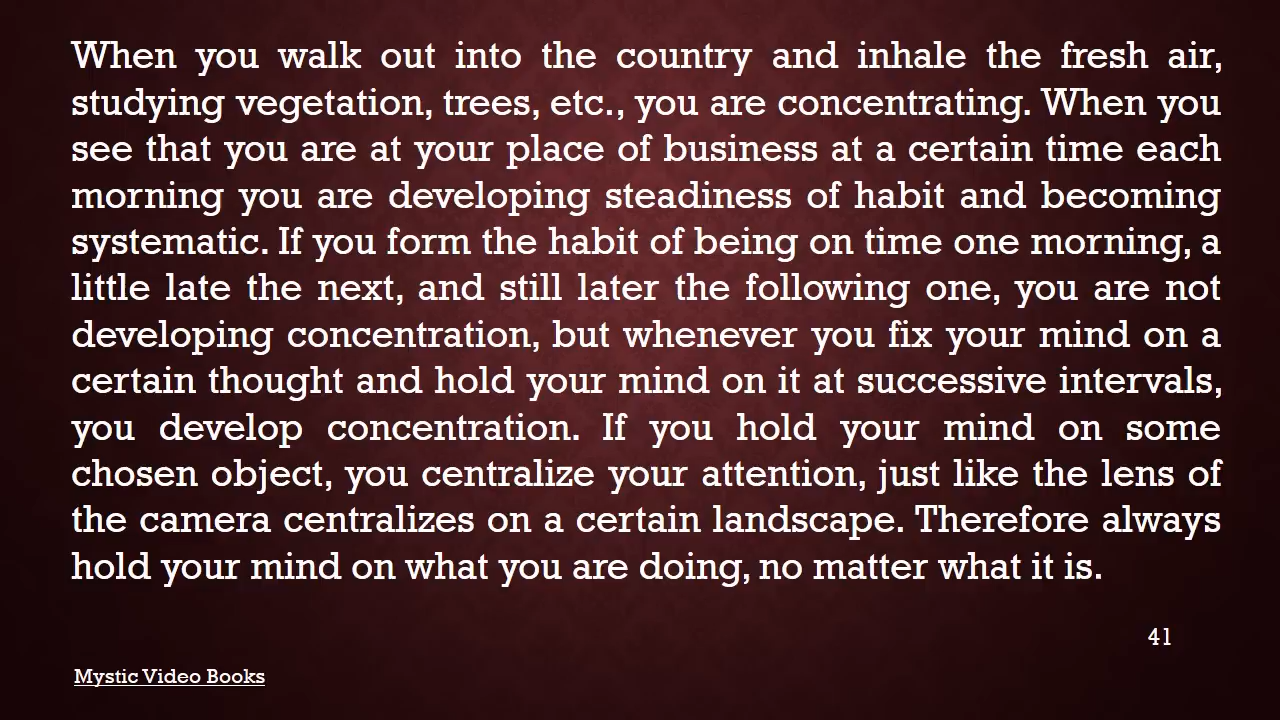 When you walk out into the country and inhale the fresh air,
studying vegetation, trees, etc., you are concentrating. When you
see that you are at your place of business at a certain time each
morning you are developing steadiness of habit and becoming
systematic. If you form the habit of being on time one morning, a
little late the next, and still later the following one, you are not
developing concentration, but whenever you fix your mind on a
certain thought and hold your mind on it at successive intervals,
you develop concentration. If you hold your mind on some
chosen object, you centralize your attention, just like the lens of
the camera centralizes on a certain landscape. Therefore always
hold your mind on what you are doing, no matter what it is.
41
Mystic Video Books